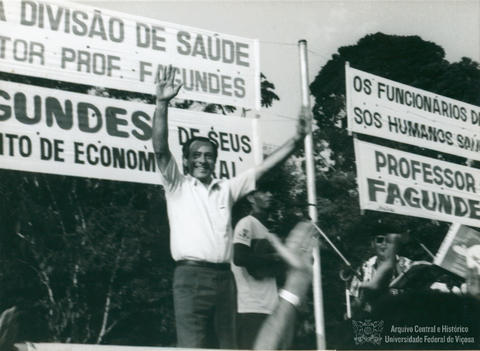 A DIVISÃO DE SAÚDE
TOR PROF. FAGUNDES
GUNDES DE SEUS
NTO DE ECONOM RAL
OS FUNCIONÁRIOS D
SOS HUMANOS SAÚ
PROFESSOR
FAGUNDE
Arquivo Central e Histórico
Universidade Federal de Viçosa